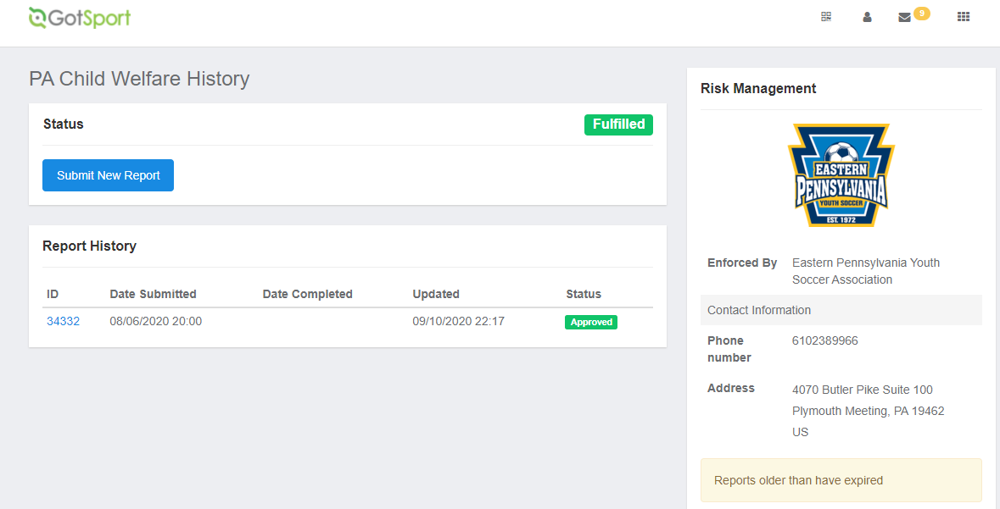 GotSport
9
PA Child Welfare History
Status
Fulfilled
Submit New Report
Report History
ID Date Submitted Date Completed Updated Status
34332 08/06/2020 20:00 09/10/2020 22:17 Approved
Risk Management
EASTERN
PENNSYLVANIA
YOUTH SOCCER
EST. 1972
Enforced By Eastern Pennsylvania Youth
Soccer Association
Contact Information
Phone 6102389966
number
Address 4070 Butler Pike Suite 100
Plymouth Meeting, PA 19462
US
Reports older than have expired